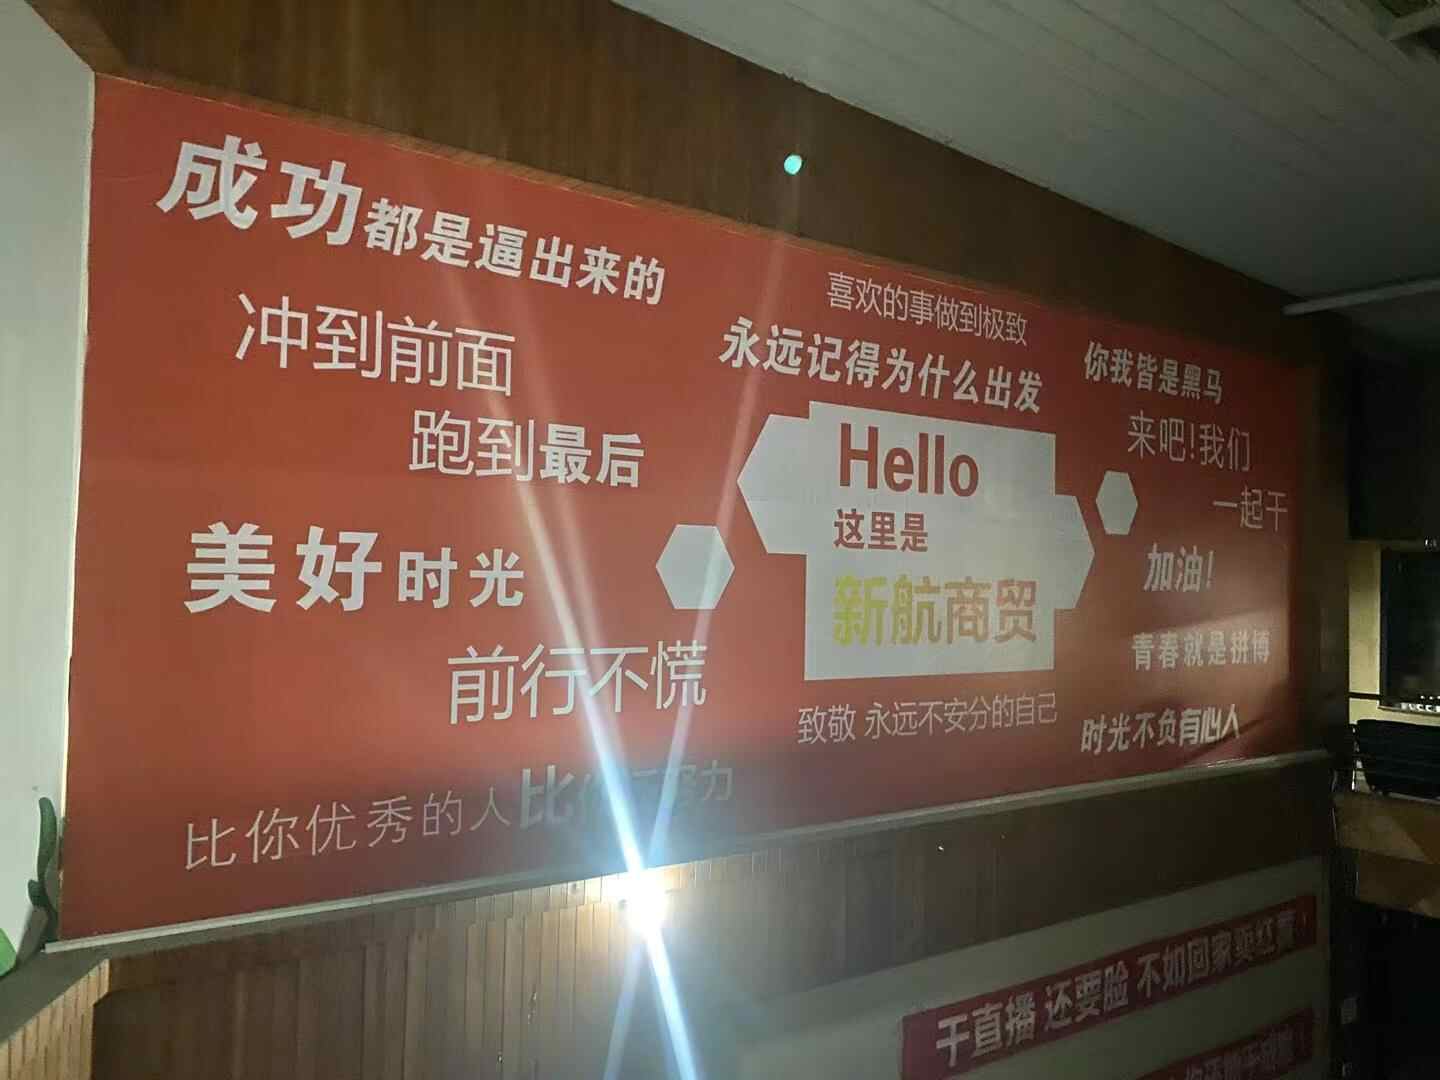 成功都是逼出来的
冲到前面
跑到最后
美好时光
前行不慌
比你优秀的人比你还努力
喜欢的事做到极致
永远记得为什么出发
Hello
这里是
新航商贸
致敬 永远不安分的自己
你我皆是黑马
来吧!我们
一起干
加油!
青春就是拼博
时光不负有心人
干直播 还要脸 不如回家卖红薯!